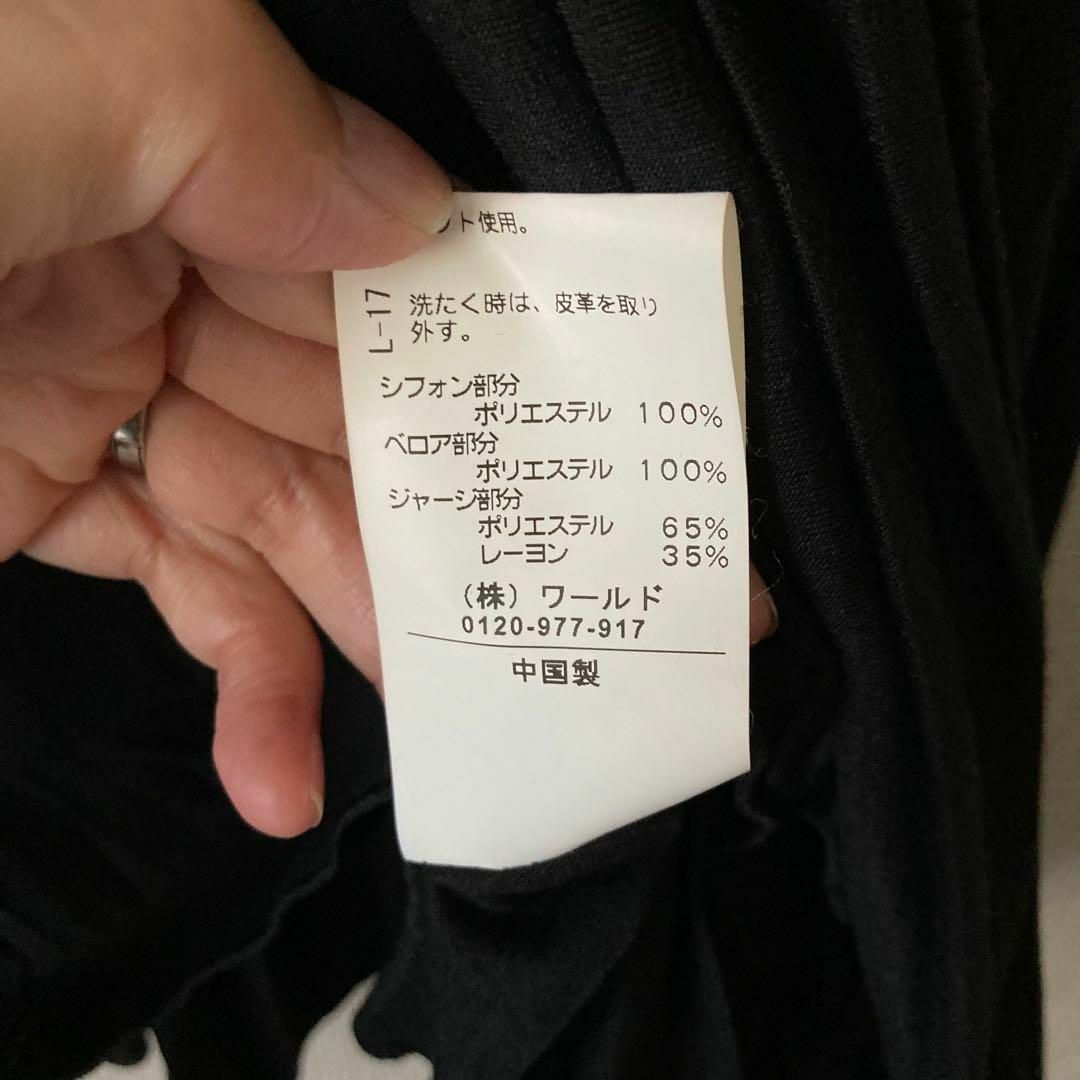 ト使用。
L-17
洗たく時は、皮革を取り
外す。
シフォン部分
ポリエステル 100%
ベロア部分
ポリエステル 100%
ジャージ部分
ポリエステル 65%
レーヨン 35%
(株) ワールド
0120-977-917
中国製